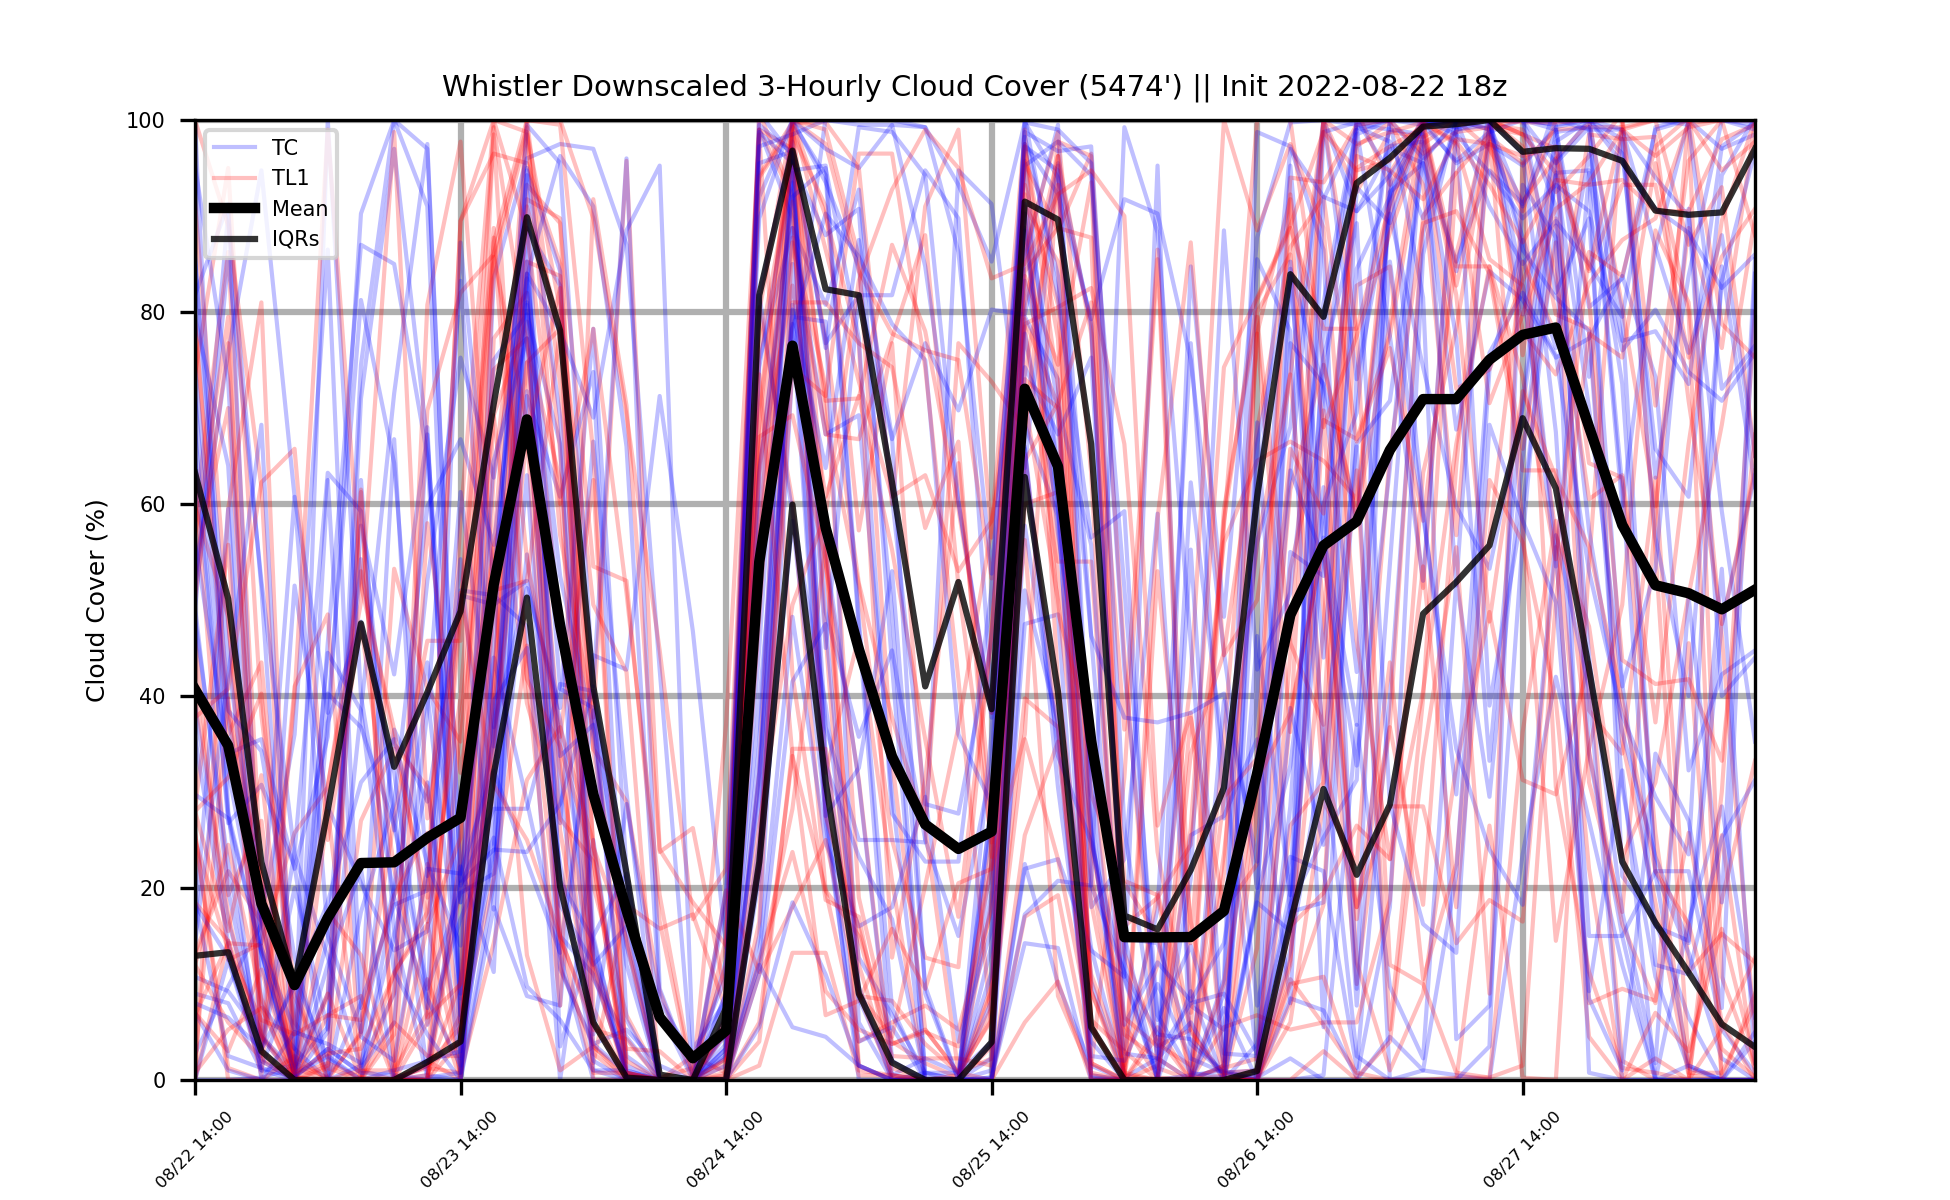 Whistler Downscaled 3-Hourly Cloud Cover (5474') || Init 2022-08-22 18z
Cloud Cover (%)
100
80
60
40
20
0
TC
TL1
Mean
IQRs
08/22 14:00
08/23 14:00
08/24 14:00
08/25 14:00
08/26 14:00
08/27 14:00